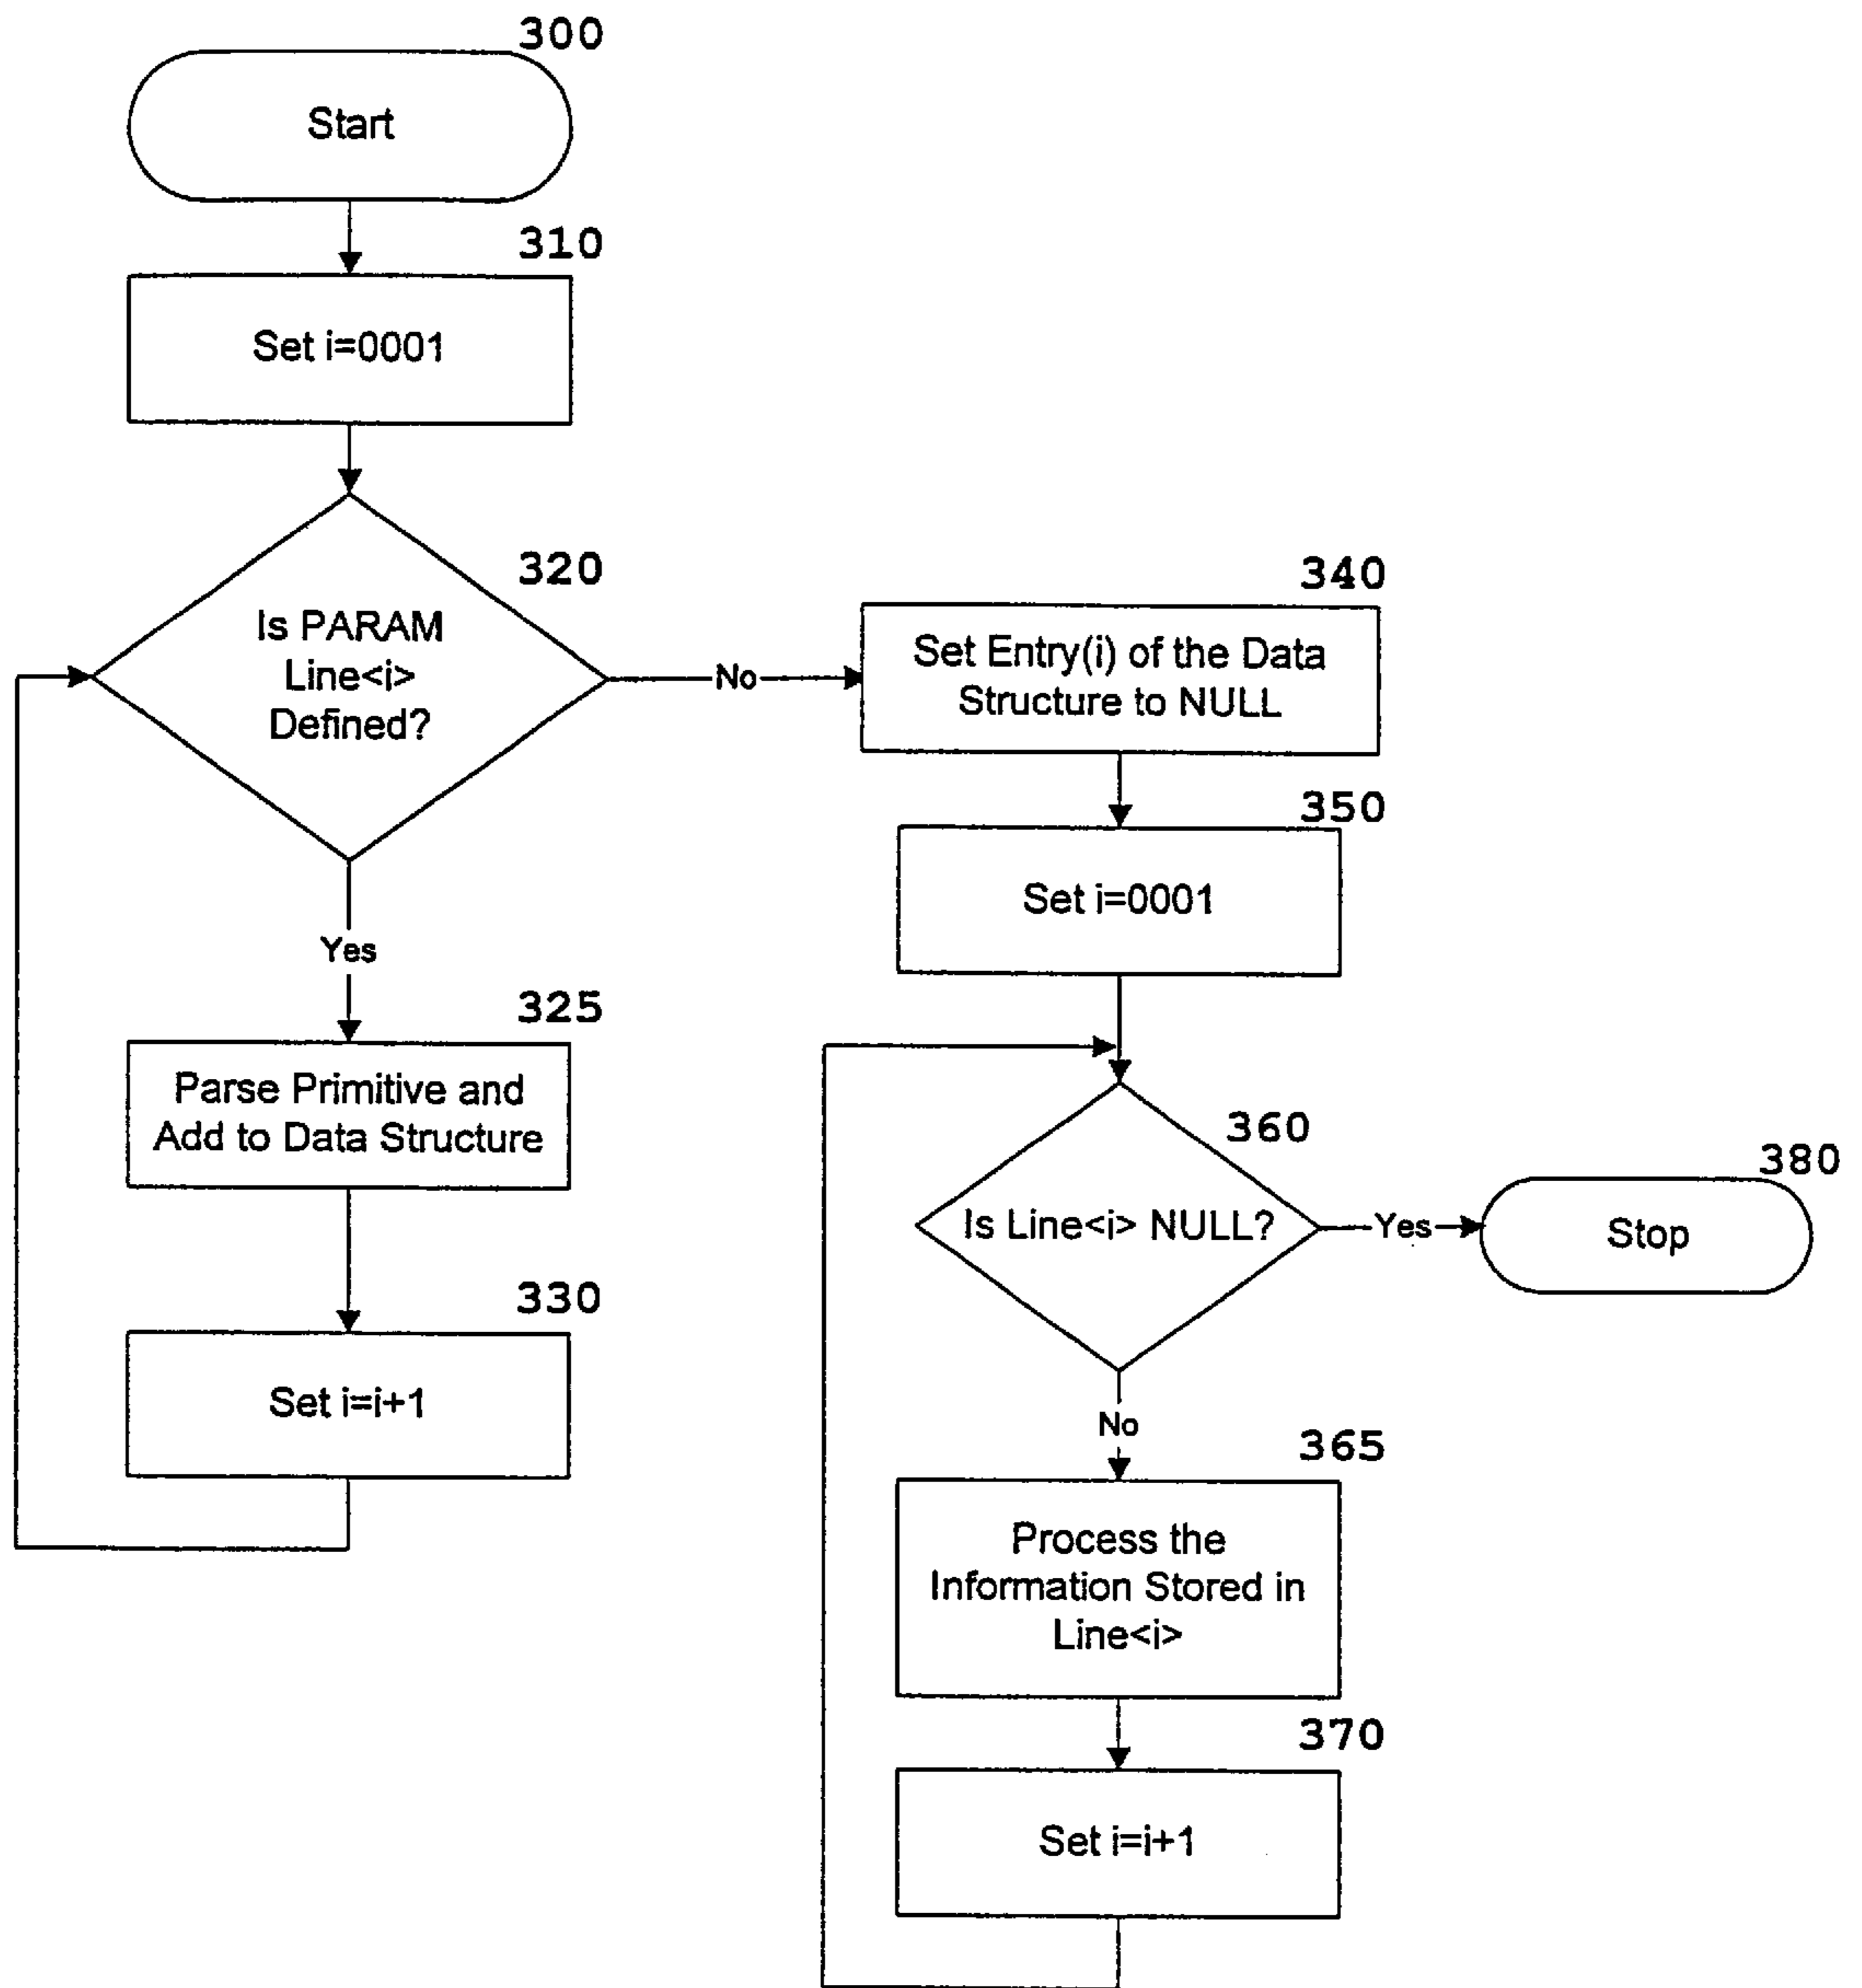 300
Start
310
Set i=0001
320
Is PARAM
Line<i>
Defined?
No
Yes
325
Parse Primitive and
Add to Data Structure
330
Set i=i+1
340
Set Entry(i) of the Data
Structure to NULL
350
Set i=0001
360
Is Line<i> NULL?
Yes
380
Stop
No
365
Process the
Information Stored in
Line<i>
370
Set i=i+1